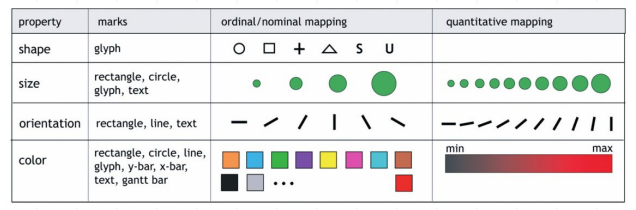 property marks ordinal/nominal mapping quantitative mapping
shape glyph S U
size rectangle, circle,
glyph, text
orientation rectangle, line, text
color rectangle, circle, line,
glyph, y-bar, x-bar,
text, gantt bar
min max